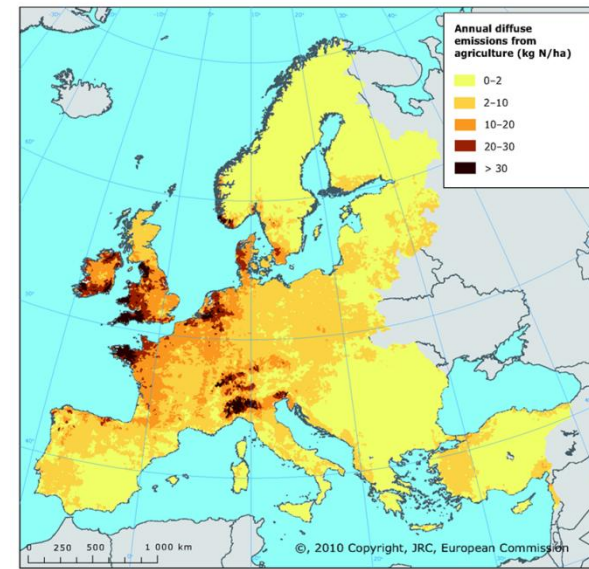 Annual diffuse
emissions from
agriculture (kg N/ha)
0–2
2–10
10–20
20–30
> 30
0 250 500 1 000 km
©, 2010 Copyright, JRC, European Commission